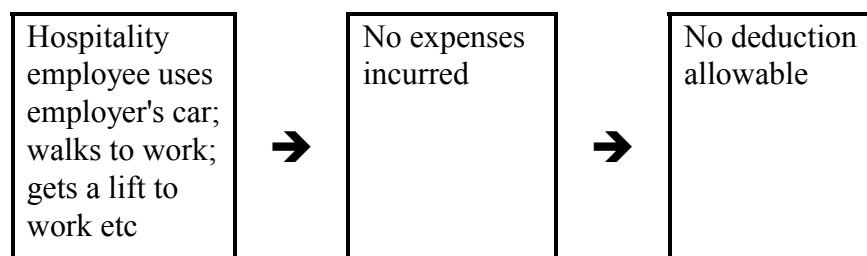 Hospitality
employee uses
employer's car;
walks to work;
gets a lift to
work etc
➔
No expenses
incurred
➔
No deduction
allowable